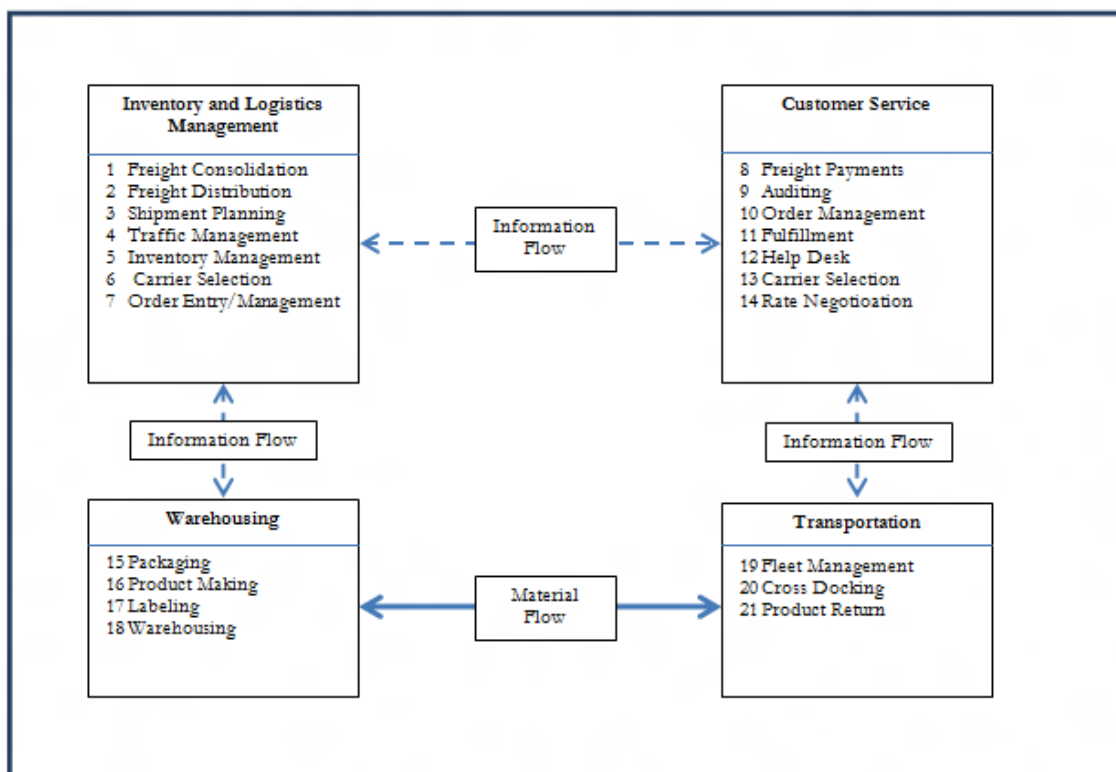 Inventory and Logistics
Management
1 Freight Consolidation
2 Freight Distribution
3 Shipment Planning
4 Traffic Management
5 Inventory Management
6 Carrier Selection
7 Order Entry/Management
Information
Flow
Customer Service
8 Freight Payments
9 Auditing
10 Order Management
11 Fulfillment
12 Help Desk
13 Carrier Selection
14 Rate Negotioation
Information Flow
Information Flow
Warehousing
15 Packaging
16 Product Making
17 Labeling
18 Warehousing
Material
Flow
Transportation
19 Fleet Management
20 Cross Docking
21 Product Return